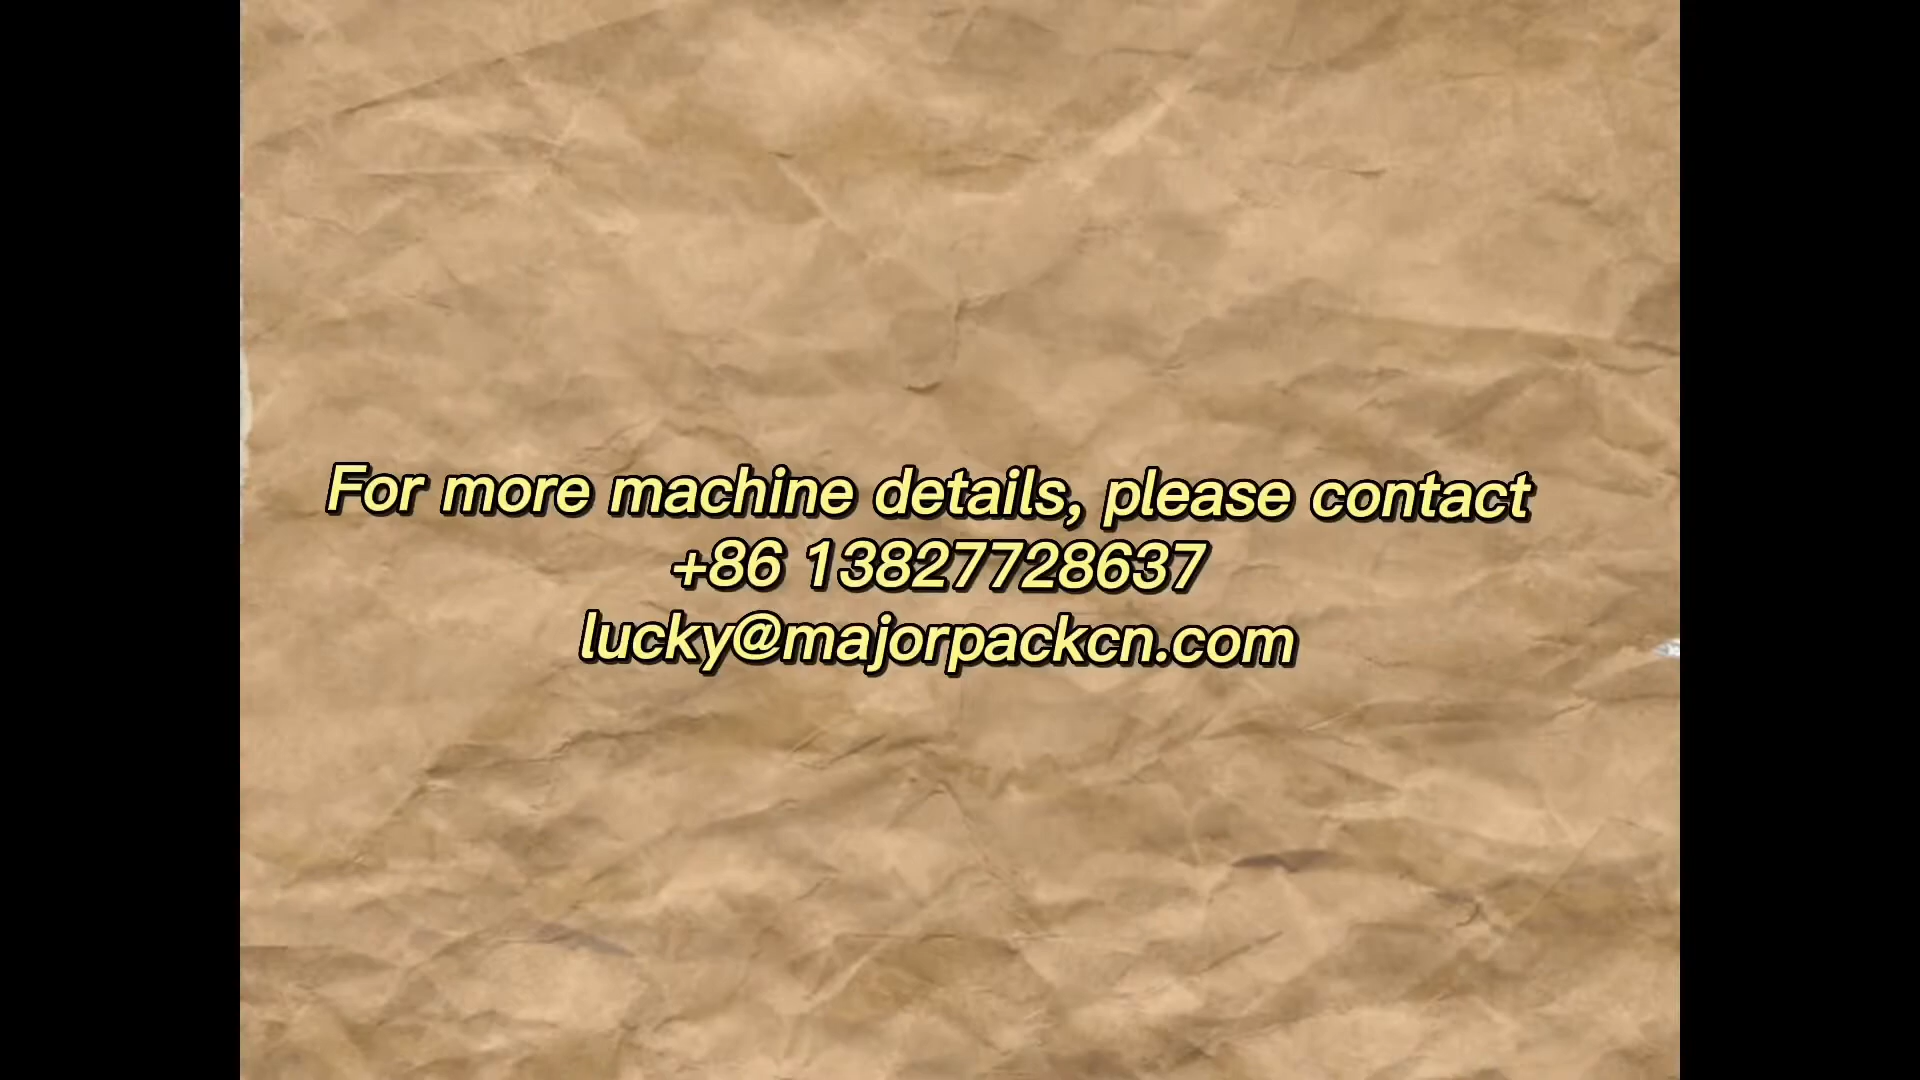 For more machine details, please contact
+86 13827728637
lucky@majorpackcn.com